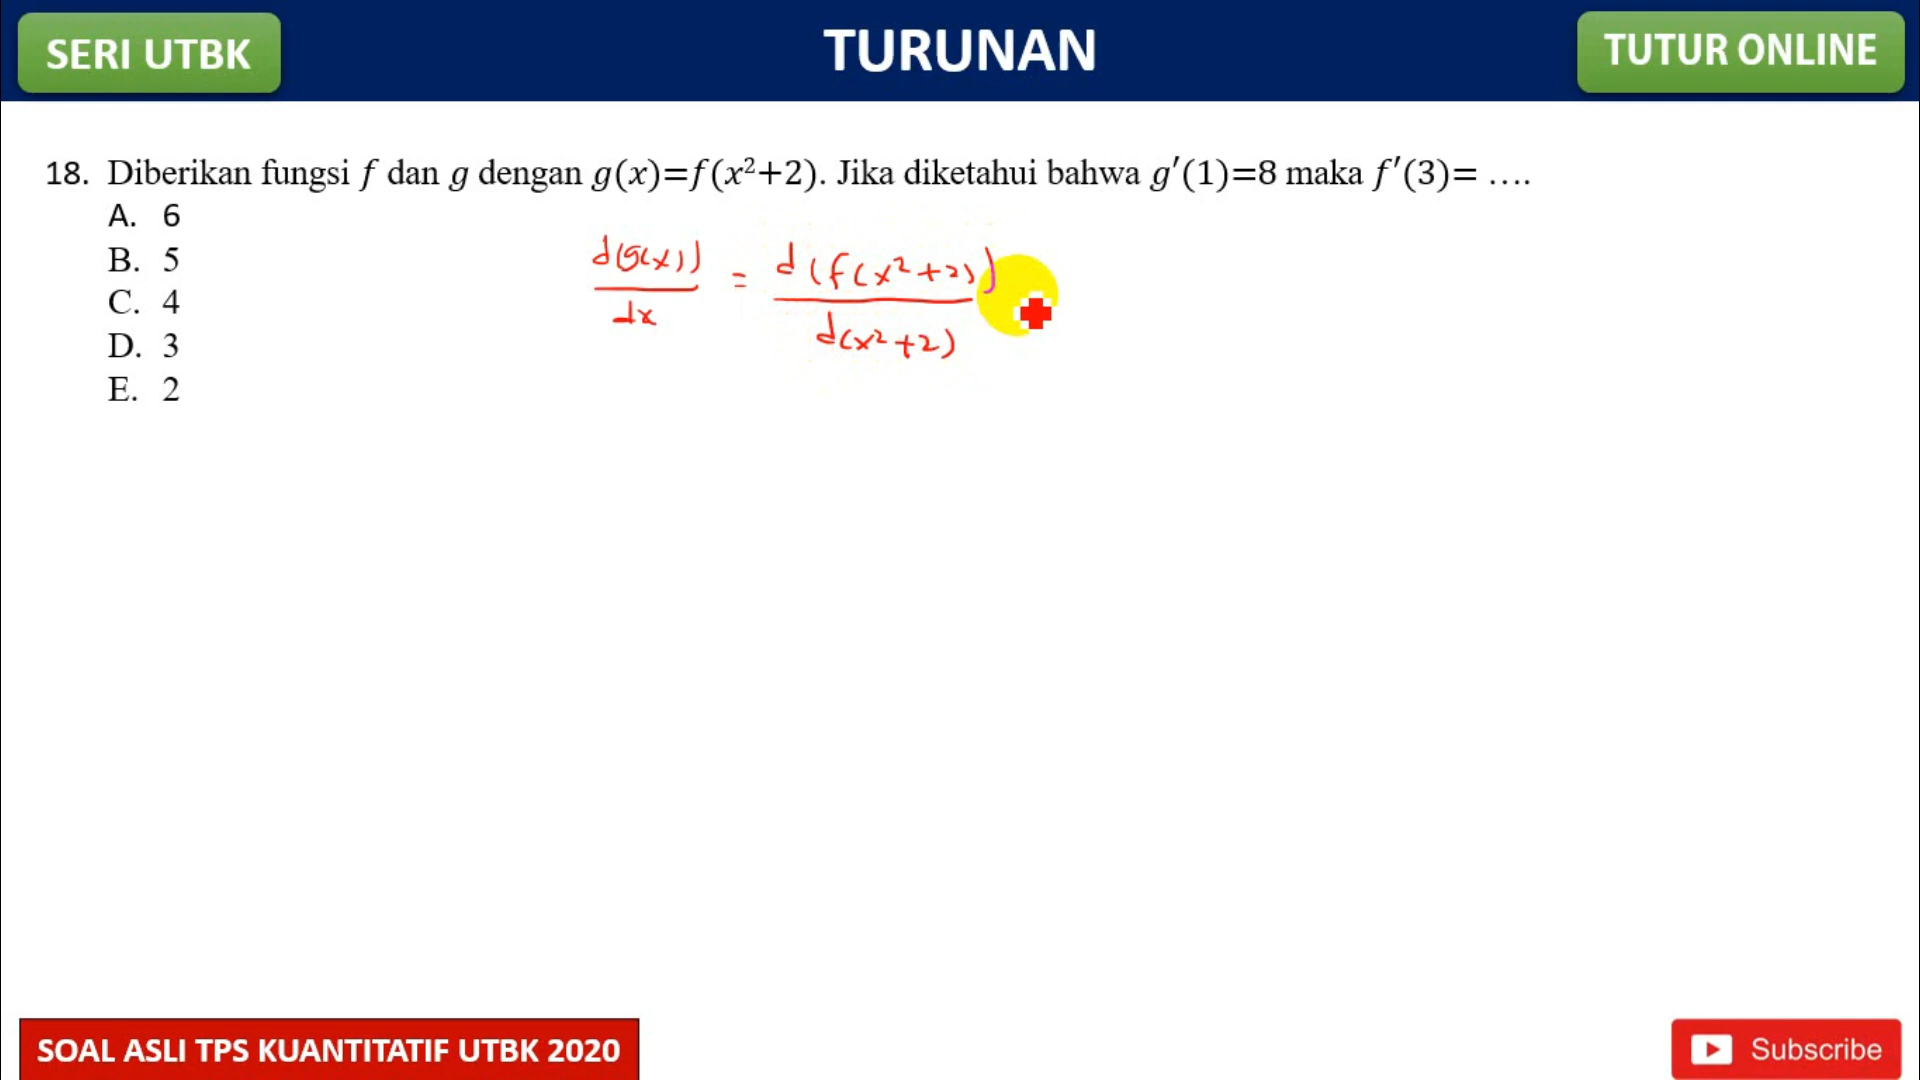 SERI UTBK
TURUNAN
TUTUR ONLINE
18. Diberikan fungsi f dan g dengan g(x)=f(x²+2). Jika diketahui bahwa g′(1)=8 maka f′(3)= ….
A. 6
B. 5
C. 4
D. 3
E. 2
d(g(x))/dx = d(f(x²+2))/d(x²+2)
SOAL ASLI TPS KUANTITATIF UTBK 2020
Subscribe